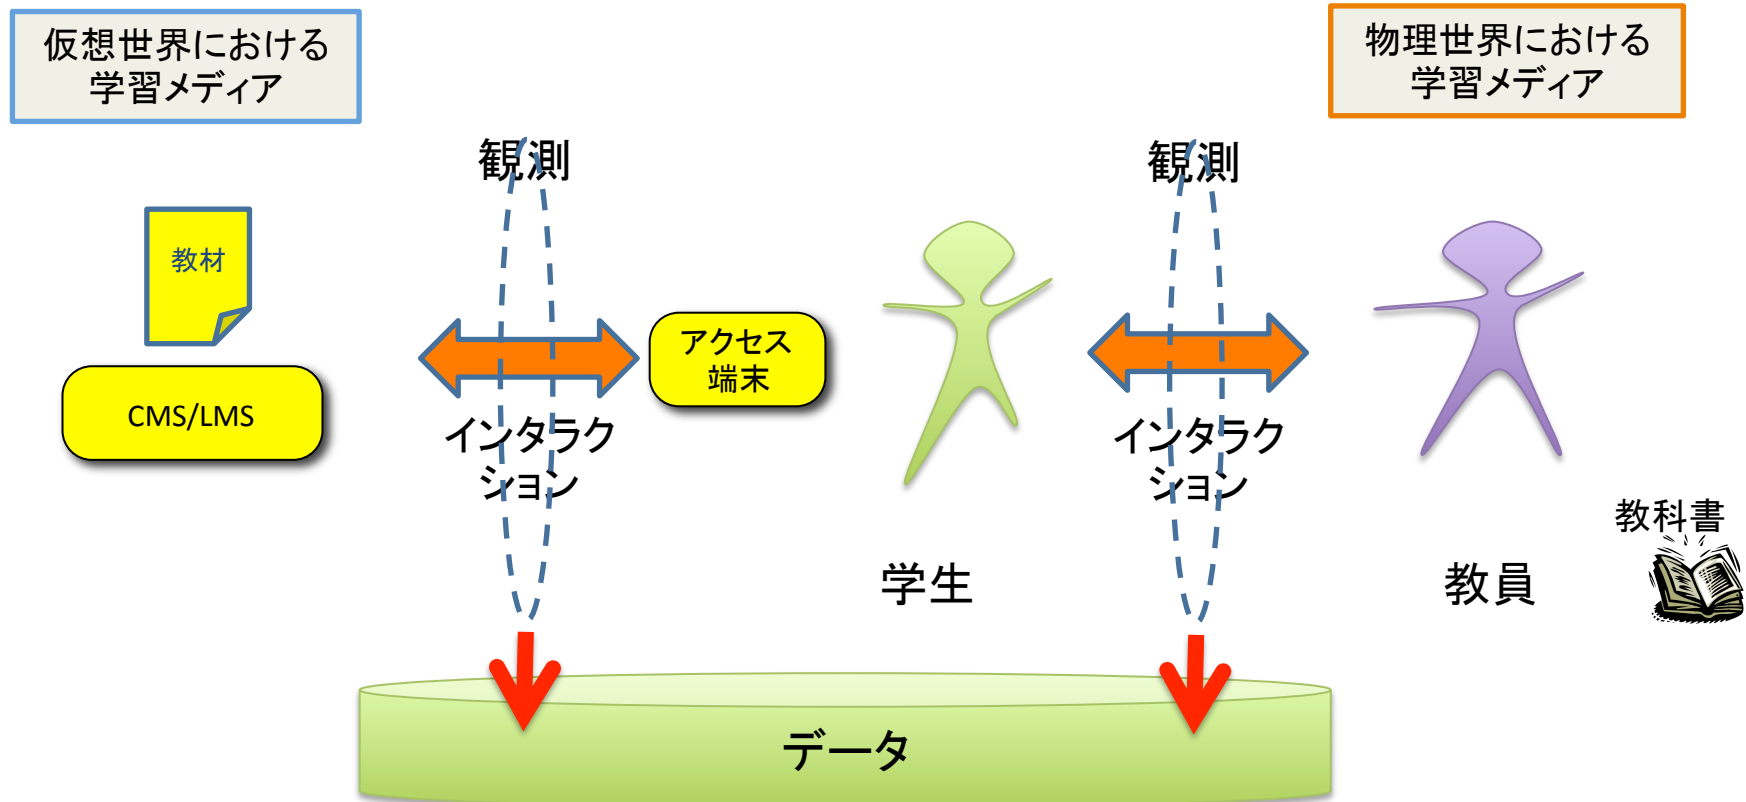 仮想世界における
学習メディア
物理世界における
学習メディア
観測
観測
教材
アクセス
端末
CMS/LMS
インタラク
ション
インタラク
ション
教科書
学生
教員
データ